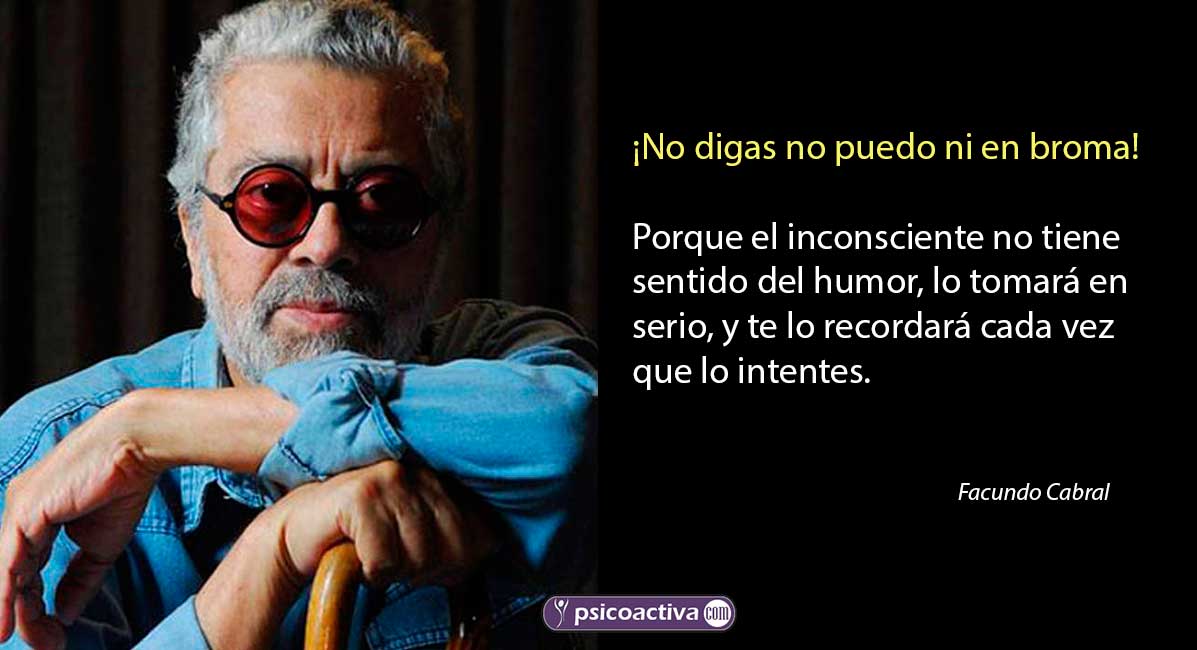 ¡No digas no puedo ni en broma!
Porque el inconsciente no tiene
sentido del humor, lo tomará en
serio, y te lo recordará cada vez
que lo intentes.
Facundo Cabral
psicoactiva com